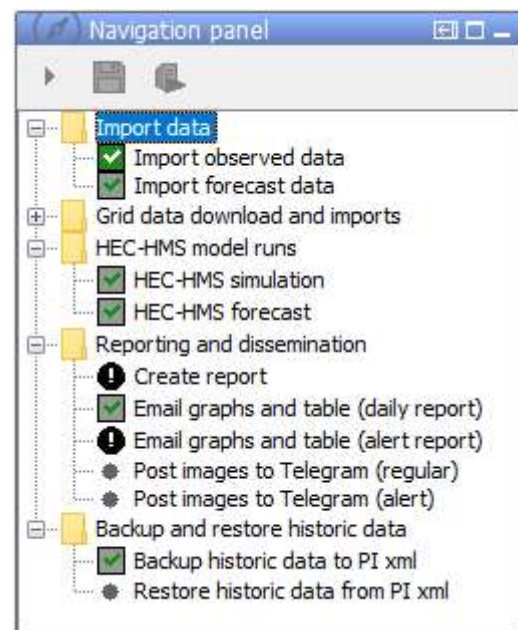 Navigation panel
Import data
Import observed data
Import forecast data
Grid data download and imports
HEC-HMS model runs
HEC-HMS simulation
HEC-HMS forecast
Reporting and dissemination
Create report
Email graphs and table (daily report)
Email graphs and table (alert report)
Post images to Telegram (regular)
Post images to Telegram (alert)
Backup and restore historic data
Backup historic data to PI xml
Restore historic data from PI xml